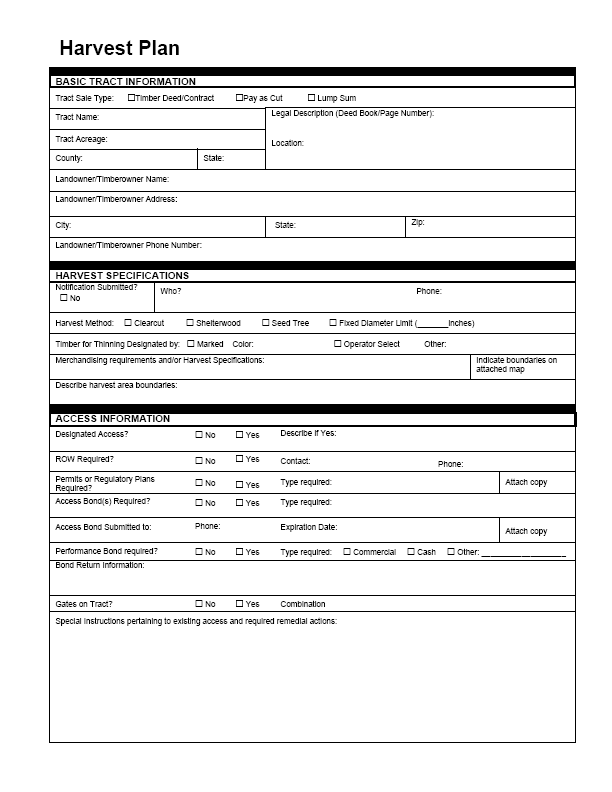 Harvest Plan
BASIC TRACT INFORMATION
Tract Sale Type: ☐Timber Deed/Contract ☐Pay as Cut ☐ Lump Sum
Tract Name:
Legal Description (Deed Book/Page Number):
Tract Acreage:
Location:
County: State:
Landowner/Timberowner Name:
Landowner/Timberowner Address:
City: State: Zip:
Landowner/Timberowner Phone Number:
HARVEST SPECIFICATIONS
Notification Submitted?
☐ No
Who? Phone:
Harvest Method: ☐ Clearcut ☐ Shelterwood ☐ Seed Tree ☐ Fixed Diameter Limit (_______inches)
Timber for Thinning Designated by: ☐ Marked Color: ☐ Operator Select Other:
Merchandising requirements and/or Harvest Specifications:
Indicate boundaries on
attached map
Describe harvest area boundaries:
ACCESS INFORMATION
Designated Access? ☐ No ☐ Yes Describe if Yes:
ROW Required? ☐ No ☐ Yes Contact: Phone:
Permits or Regulatory Plans
Required?
☐ No ☐ Yes Type required: Attach copy
Access Bond(s) Required? ☐ No ☐ Yes Type required:
Access Bond Submitted to: Phone: Expiration Date: Attach copy
Performance Bond required? ☐ No ☐ Yes Type required: ☐ Commercial ☐ Cash ☐ Other: __________________
Bond Return Information:
Gates on Tract? ☐ No ☐ Yes Combination
Special Instructions pertaining to existing access and required remedial actions: